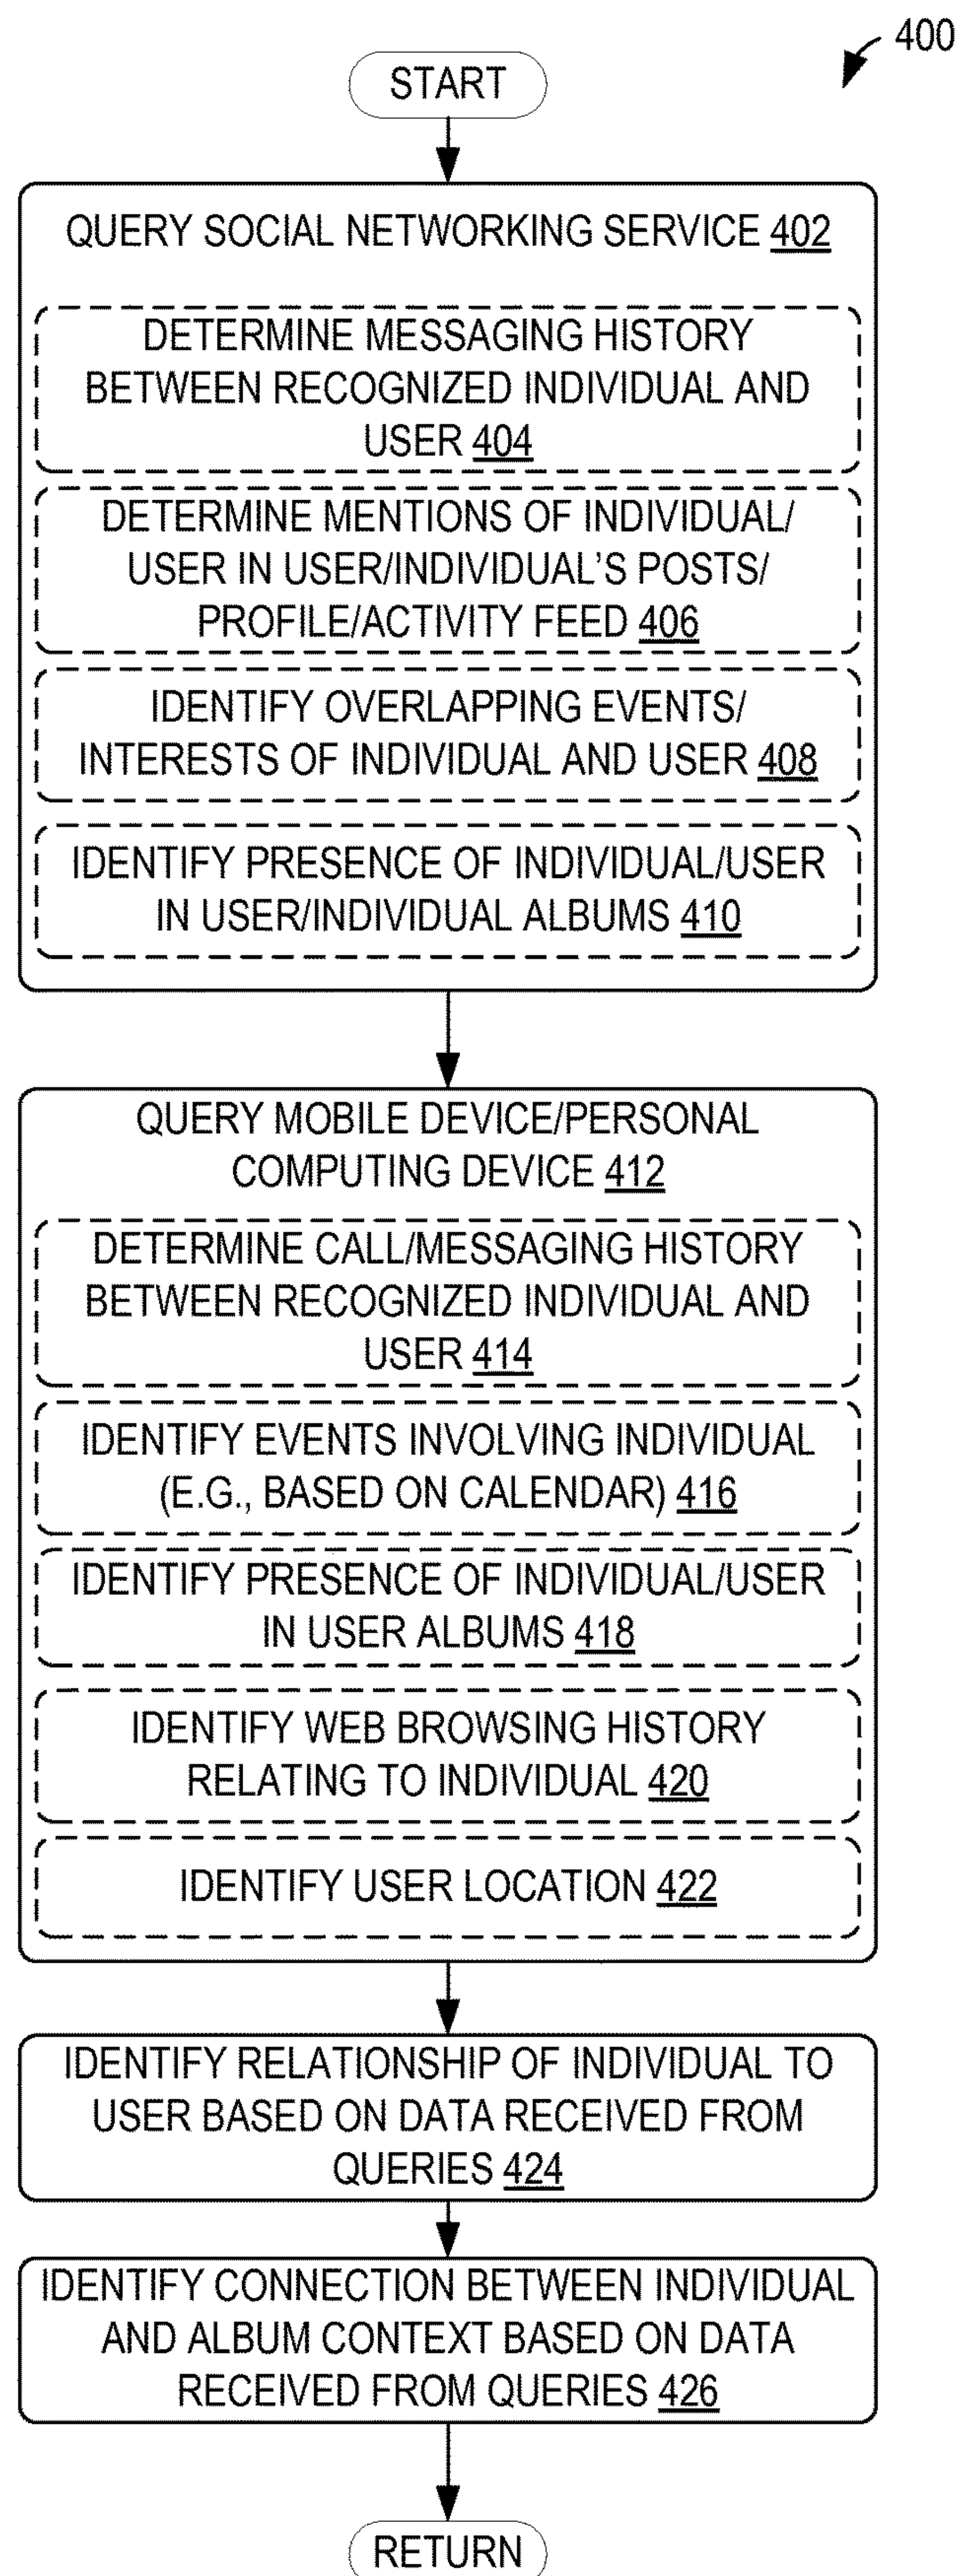 400
START
QUERY SOCIAL NETWORKING SERVICE 402
DETERMINE MESSAGING HISTORY
BETWEEN RECOGNIZED INDIVIDUAL AND
USER 404
DETERMINE MENTIONS OF INDIVIDUAL/
USER IN USER/INDIVIDUAL'S POSTS/
PROFILE/ACTIVITY FEED 406
IDENTIFY OVERLAPPING EVENTS/
INTERESTS OF INDIVIDUAL AND USER 408
IDENTIFY PRESENCE OF INDIVIDUAL/USER
IN USER/INDIVIDUAL ALBUMS 410
QUERY MOBILE DEVICE/PERSONAL
COMPUTING DEVICE 412
DETERMINE CALL/MESSAGING HISTORY
BETWEEN RECOGNIZED INDIVIDUAL AND
USER 414
IDENTIFY EVENTS INVOLVING INDIVIDUAL
(E.G., BASED ON CALENDAR) 416
IDENTIFY PRESENCE OF INDIVIDUAL/USER
IN USER ALBUMS 418
IDENTIFY WEB BROWSING HISTORY
RELATING TO INDIVIDUAL 420
IDENTIFY USER LOCATION 422
IDENTIFY RELATIONSHIP OF INDIVIDUAL TO
USER BASED ON DATA RECEIVED FROM
QUERIES 424
IDENTIFY CONNECTION BETWEEN INDIVIDUAL
AND ALBUM CONTEXT BASED ON DATA
RECEIVED FROM QUERIES 426
RETURN